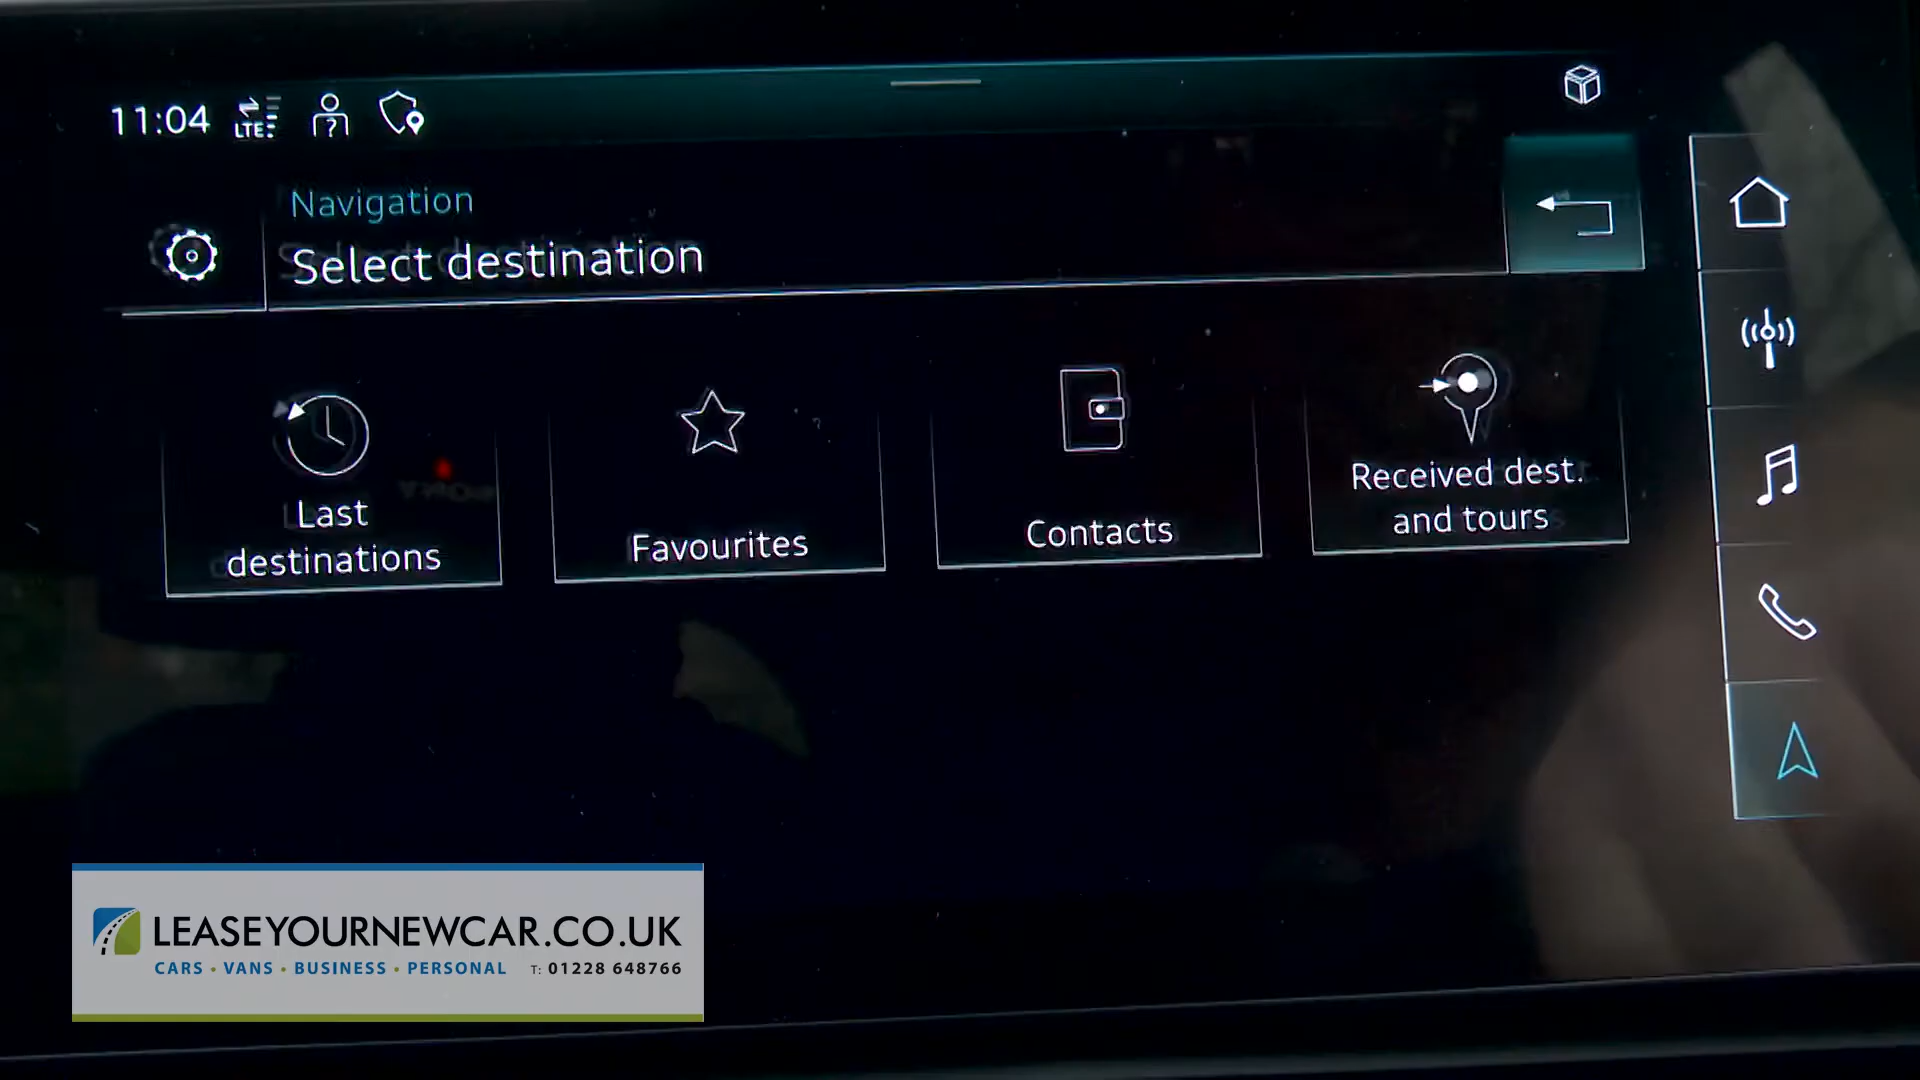 11:04
LTE
?
Navigation
Select destination
Last
destinations
Favourites
Contacts
Received dest.
and tours
LEASEYOURNEWCAR.CO.UK
CARS • VANS • BUSINESS • PERSONAL T: 01228 648766